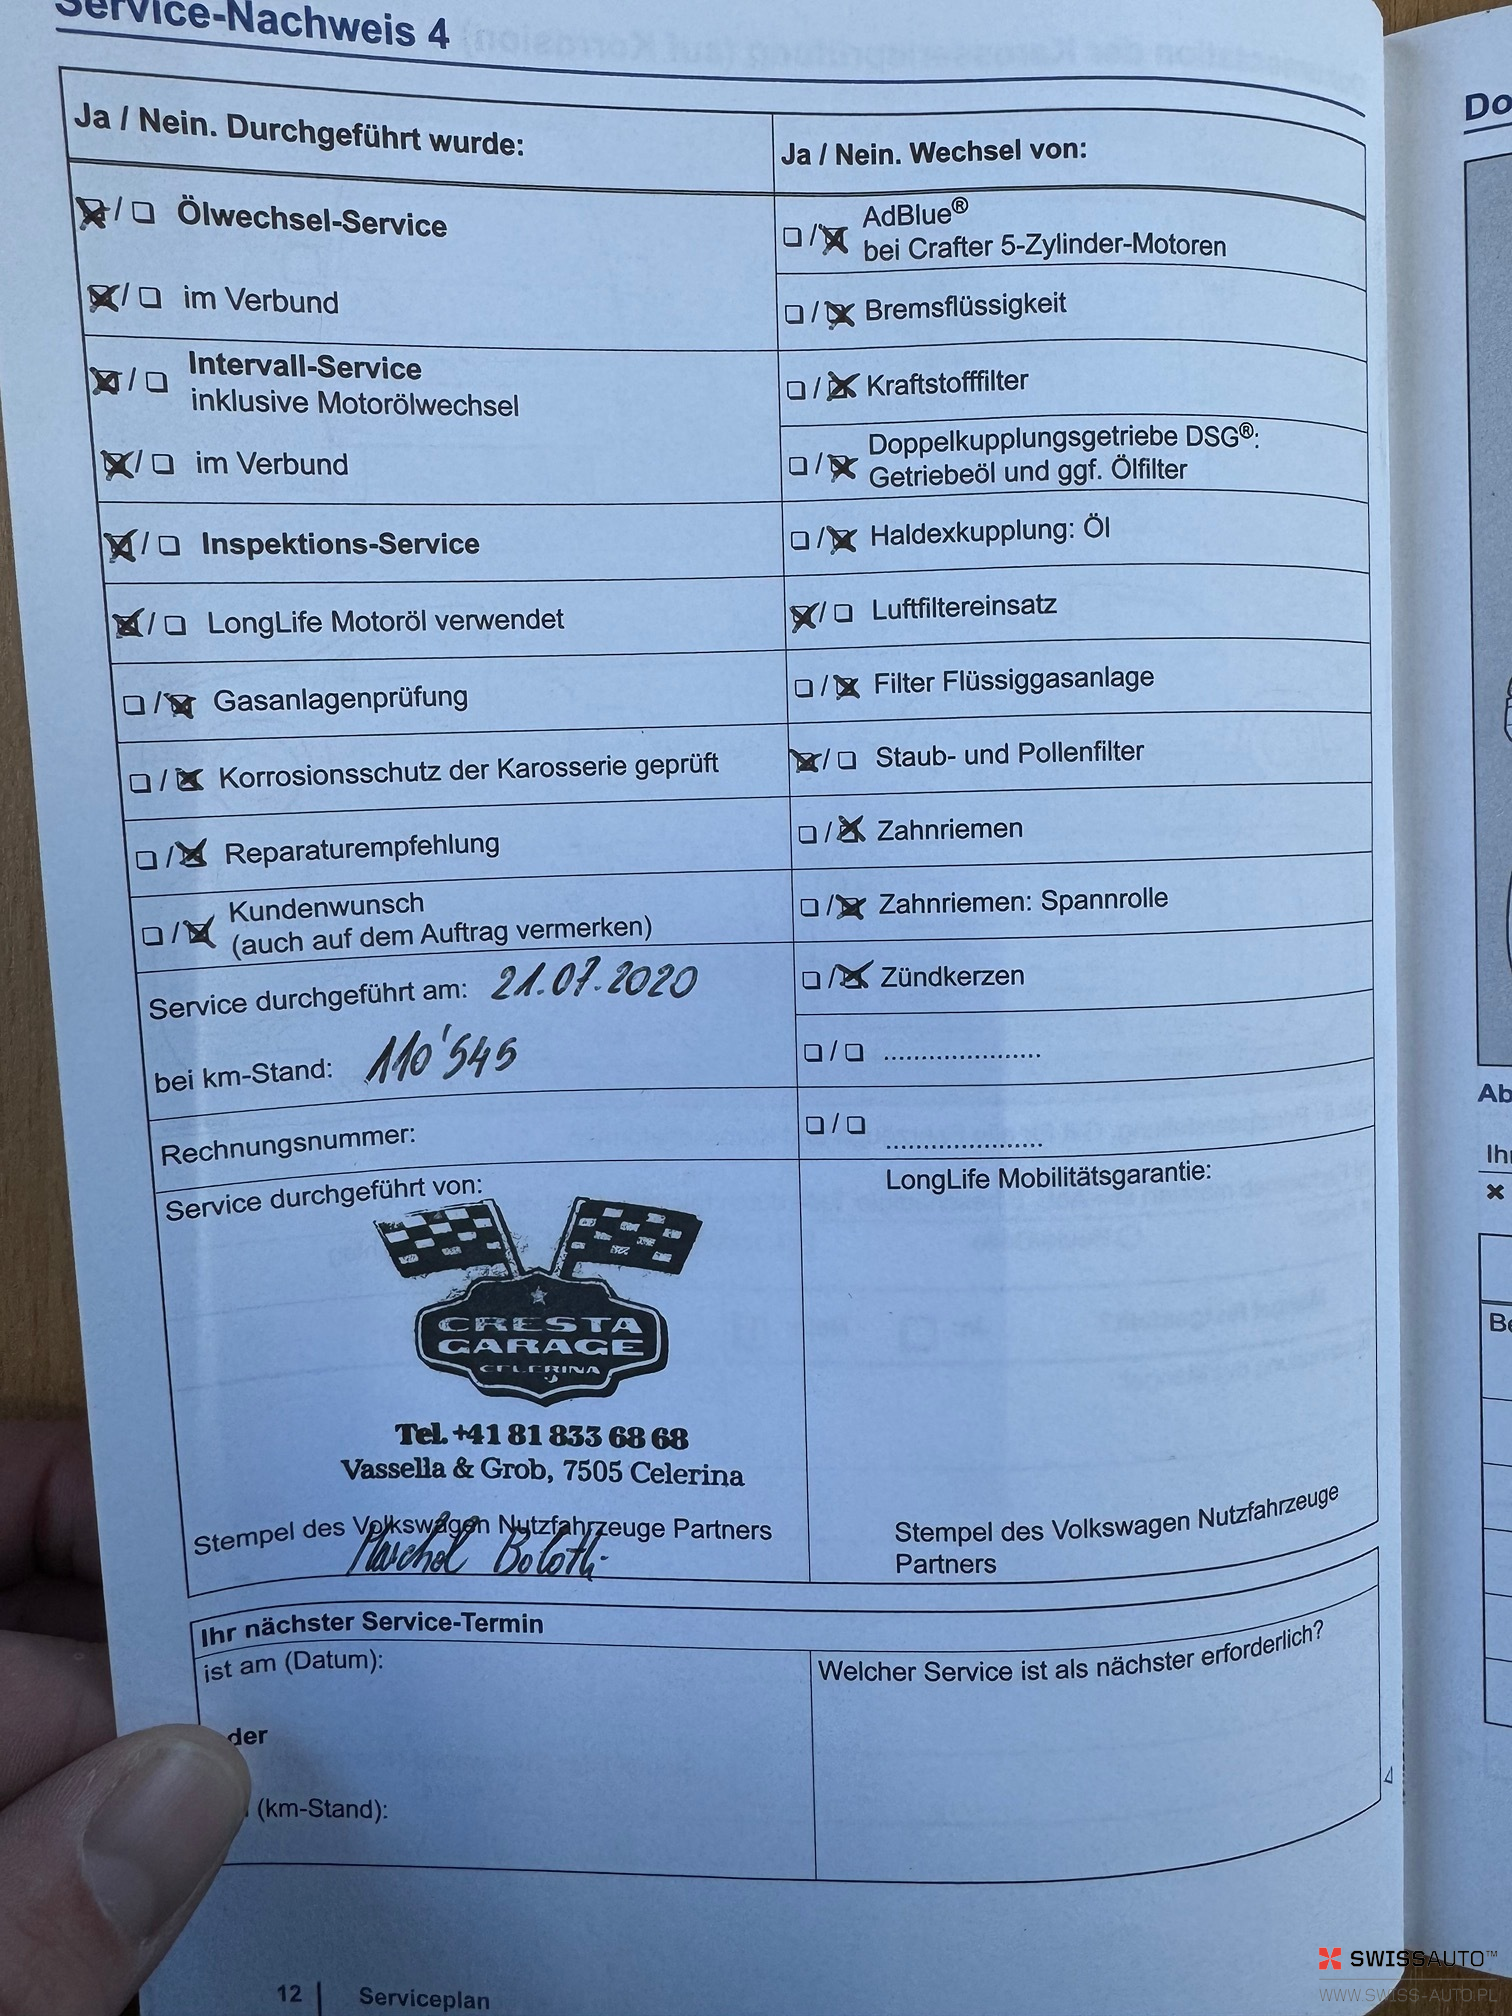 Service-Nachweis 4
Ja / Nein. Durchgeführt wurde:
Ölwechsel-Service
im Verbund
Intervall-Service
inklusive Motorölwechsel
im Verbund
Inspektions-Service
LongLife Motoröl verwendet
Gasanlagenprüfung
Korrosionsschutz der Karosserie geprüft
Reparaturempfehlung
Kundenwunsch
(auch auf dem Auftrag vermerken)
Service durchgeführt am: 21.07.2020
bei km-Stand: 110'545
Rechnungsnummer:
Service durchgeführt von:
CRESTA
GARAGE
CELERINA
Tel. +41 81 833 68 68
Vassella & Grob, 7505 Celerina
Stempel des Volkswagen Nutzfahrzeuge Partners
Ja / Nein. Wechsel von:
AdBlue®
bei Crafter 5-Zylinder-Motoren
Bremsflüssigkeit
Kraftstofffilter
Doppelkupplungsgetriebe DSG®:
Getriebeöl und ggf. Ölfilter
Haldexkupplung: Öl
Luftfiltereinsatz
Filter Flüssiggasanlage
Staub- und Pollenfilter
Zahnriemen
Zahnriemen: Spannrolle
Zündkerzen
LongLife Mobilitätsgarantie:
Stempel des Volkswagen Nutzfahrzeuge
Partners
Ihr nächster Service-Termin
ist am (Datum):
der
(km-Stand):
Welcher Service ist als nächster erforderlich?
12 | Serviceplan
Do
Ab
Ihr
Be
SWISSAUTO™
WWW.SWISS-AUTO.PL